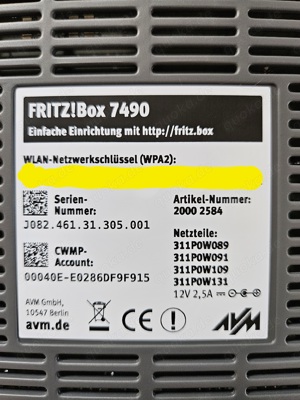 FRITZ!Box 7490
Einfache Einrichtung mit http://fritz.box
WLAN-Netzwerkschlüssel (WPA2):
Serien-
Nummer:
J082.461.31.305.001
CWMP-
Account:
00040E-E0286DF9F915
Artikel-Nummer:
2000 2584
Netzteile:
311P0W089
311P0W091
311P0W109
311P0W131
12V 2,5A
AVM GmbH,
10547 Berlin
avm.de
CE
AVM